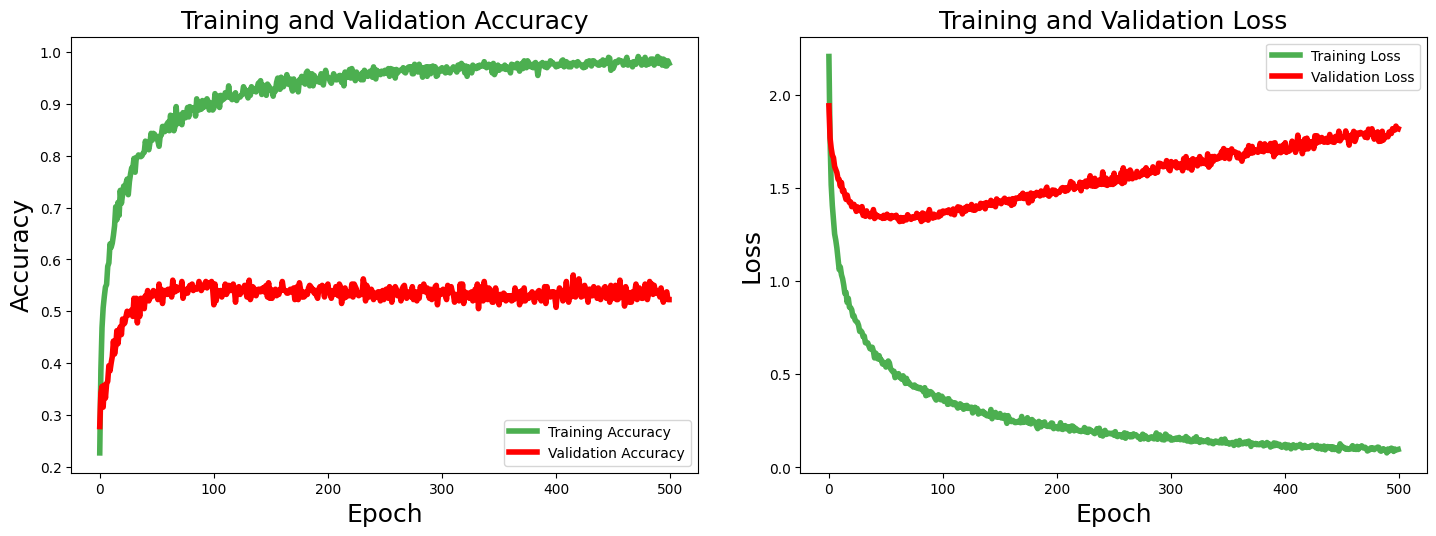 Training and Validation Accuracy
Accuracy
1.0
0.9
0.8
0.7
0.6
0.5
0.4
0.3
0.2
0
100
200
300
400
500
Epoch
Training Accuracy
Validation Accuracy
Training and Validation Loss
Loss
2.0
1.5
1.0
0.5
0.0
0
100
200
300
400
500
Epoch
Training Loss
Validation Loss